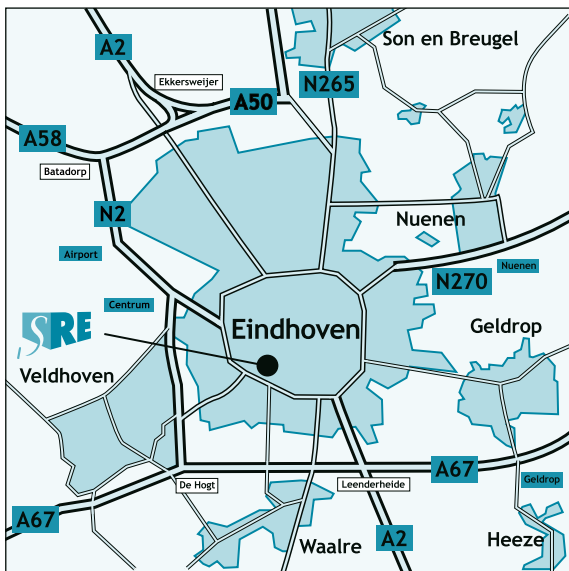 A2
Son en Breugel
Ekkersweijer
N265
A50
A58
Batadorp
N2
Nuenen
Airport
Nuenen
N270
Centrum
SRE
Eindhoven
Geldrop
Veldhoven
A67
Geldrop
De Hogt
Leenderheide
A67
A2
Waalre
Heeze